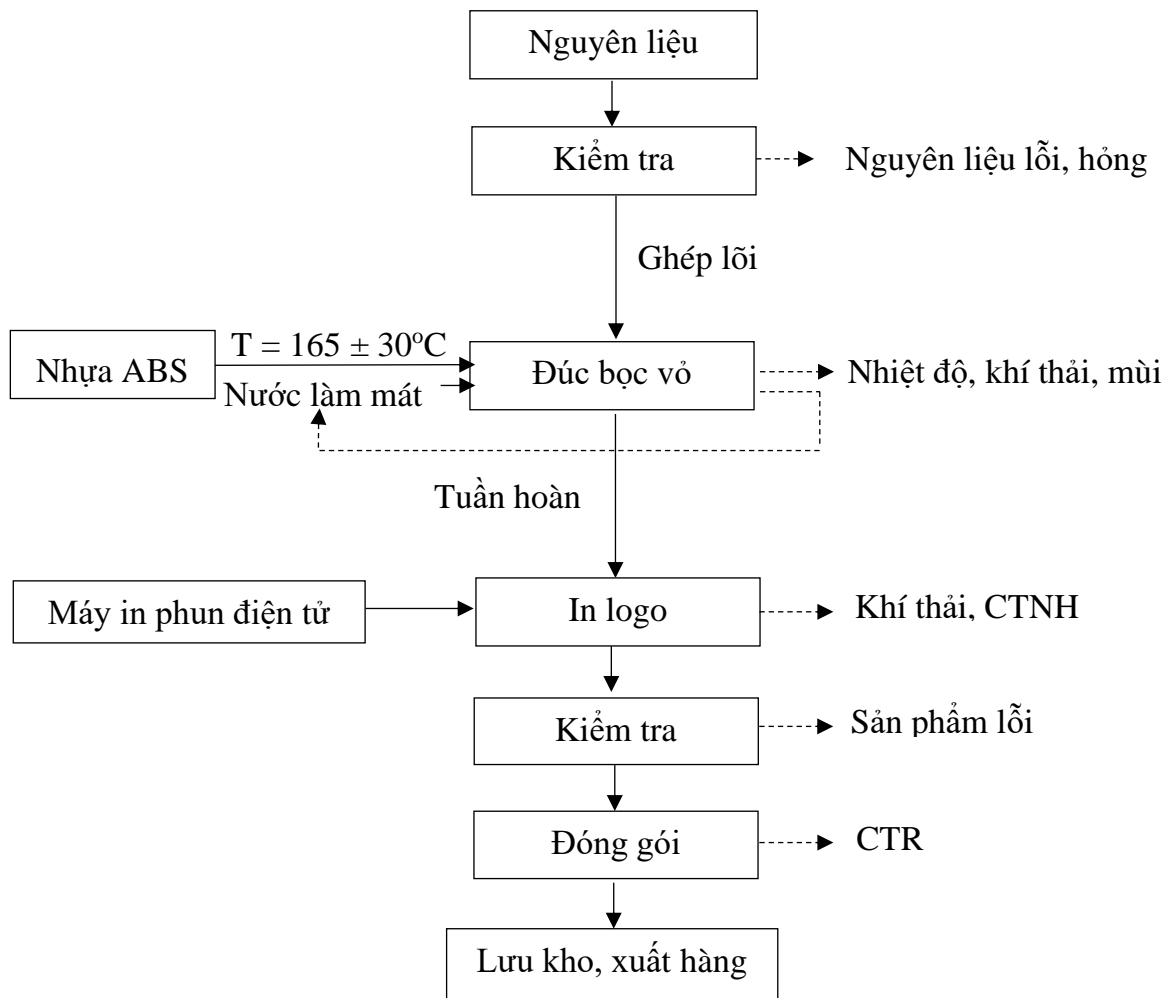 Nguyên liệu
Kiểm tra
Nguyên liệu lỗi, hỏng
Ghép lõi
Nhựa ABS
T = 165 ± 30ºC
Nước làm mát
Đúc bọc vỏ
Nhiệt độ, khí thải, mùi
Tuần hoàn
Máy in phun điện tử
In logo
Khí thải, CTNH
Kiểm tra
Sản phẩm lỗi
Đóng gói
CTR
Lưu kho, xuất hàng